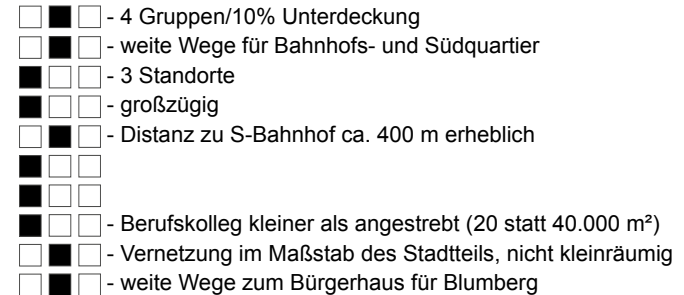 - 4 Gruppen/10% Unterdeckung
- weite Wege für Bahnhofs- und Südquartier
- 3 Standorte
- großzügig
- Distanz zu S-Bahnhof ca. 400 m erheblich
- Berufskolleg kleiner als angestrebt (20 statt 40.000 m²)
- Vernetzung im Maßstab des Stadtteils, nicht kleinräumig
- weite Wege zum Bürgerhaus für Blumberg